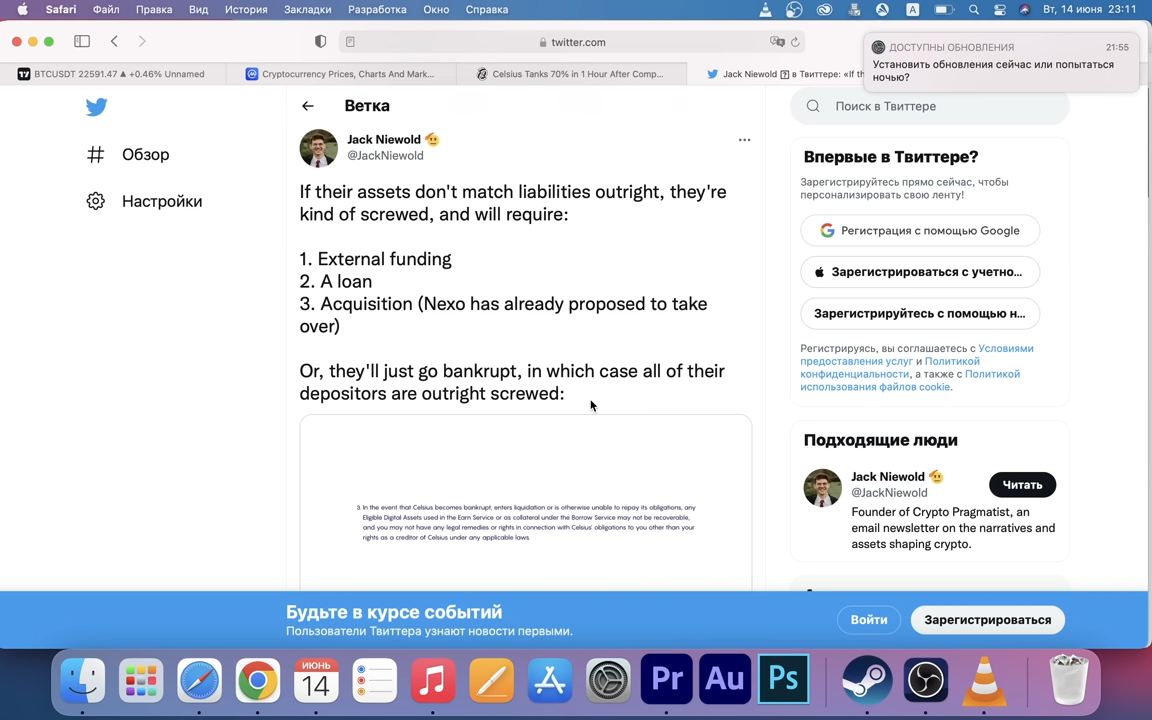 Safari Файл Правка Вид История Закладки Разработка Окно Справка
A
Вт, 14 июня 23:11
twitter.com
ДОСТУПНЫ ОБНОВЛЕНИЯ 21:55
Установить обновления сейчас или попытаться
ночью?
BTCUSDT 22591.47 ▲ +0.46% Unnamed
Cryptocurrency Prices, Charts And Mark...
Celsius Tanks 70% in 1 Hour After Comp...
Jack Niewold ? в Твиттере: «If th
Обзор
Настройки
Ветка
Jack Niewold
@JackNiewold
If their assets don't match liabilities outright, they're
kind of screwed, and will require:
1. External funding
2. A loan
3. Acquisition (Nexo has already proposed to take
over)
Or, they'll just go bankrupt, in which case all of their
depositors are outright screwed:
3. In the event that Celsius becomes bankrupt, enters liquidation or is otherwise unable to repay its obligations, any
Eligible Digital Assets used in the Earn Service or as collateral under the Borrow Service may not be recoverable,
and you may not have any legal remedies or rights in connection with Celsius' obligations to you other than your
rights as a creditor of Celsius under any applicable laws.
Поиск в Твиттере
Впервые в Твиттере?
Зарегистрируйтесь прямо сейчас, чтобы
персонализировать свою ленту!
Регистрация с помощью Google
Зарегистрироваться с учетно...
Зарегистрируйтесь с помощью н...
Регистрируясь, вы соглашаетесь с Условиями
предоставления услуг и Политикой
конфиденциальности, а также с Политикой
использования файлов cookie.
Подходящие люди
Jack Niewold
@JackNiewold
Читать
Founder of Crypto Pragmatist, an
email newsletter on the narratives and
assets shaping crypto.
Будьте в курсе событий
Пользователи Твиттера узнают новости первыми.
Войти
Зарегистрироваться
ИЮНЬ
14
Pr
Au
Ps